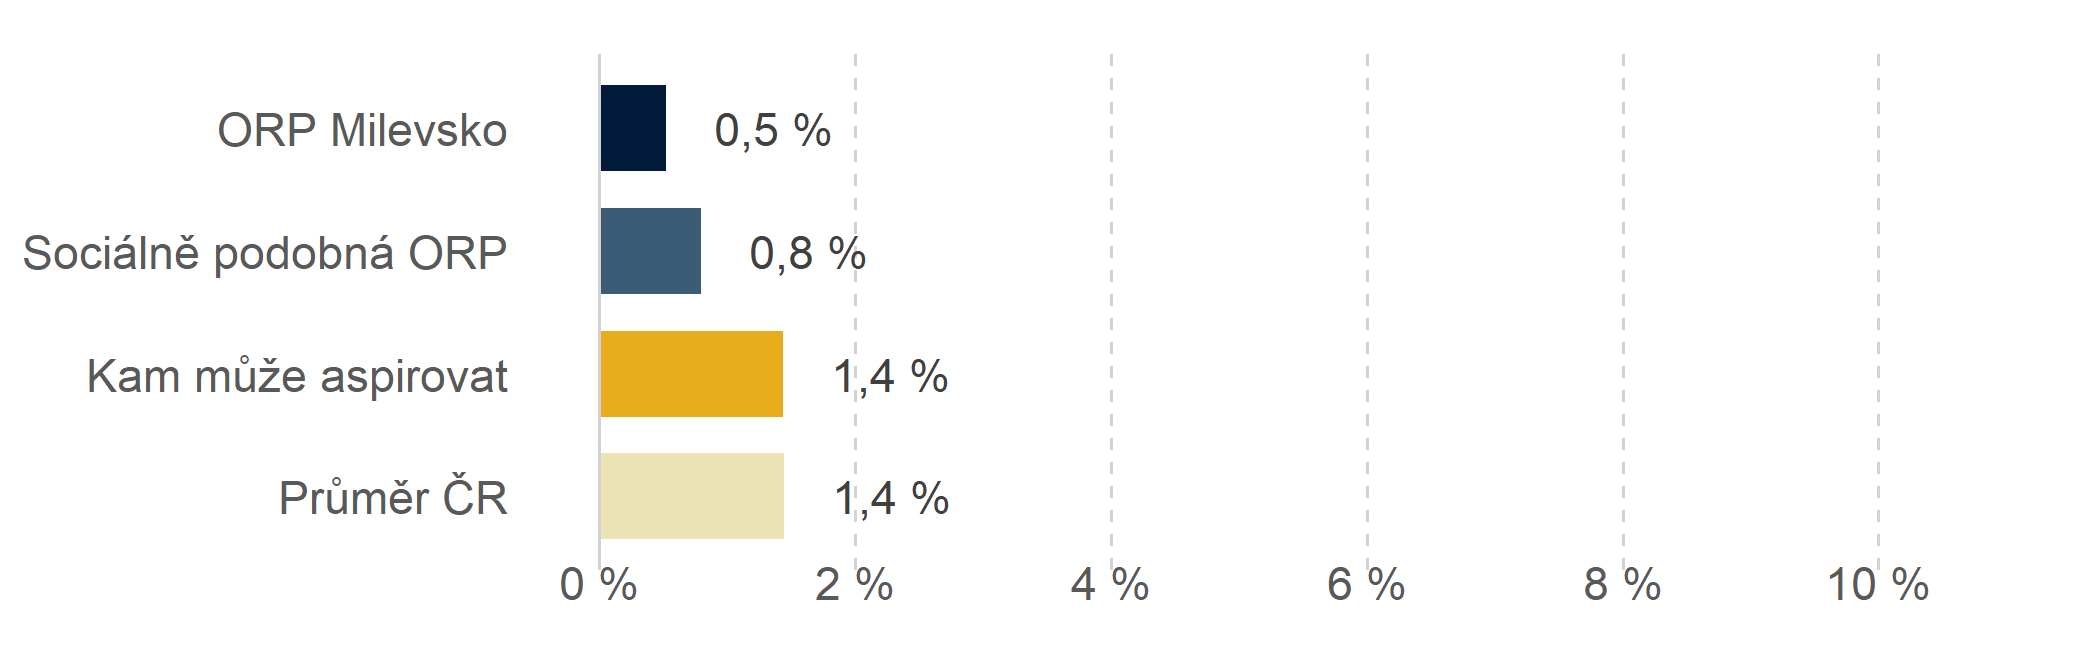 ORP Milevsko 0,5 %
Sociálně podobná ORP 0,8 %
Kam může aspirovat 1,4 %
Průměr ČR 1,4 %
0 % 2 % 4 % 6 % 8 % 10 %